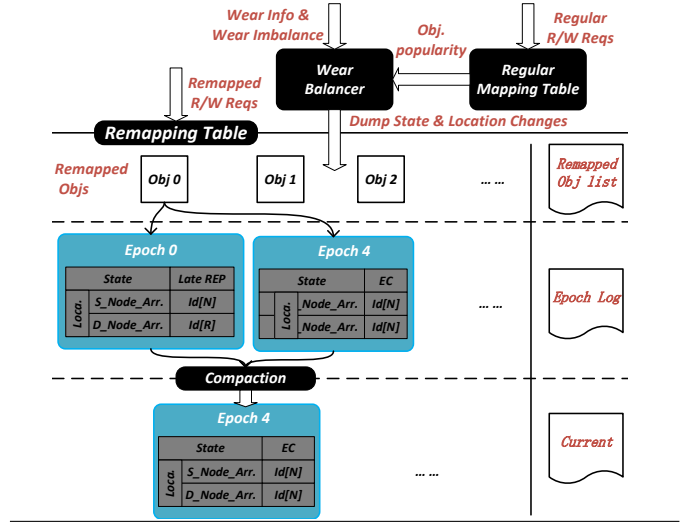 Wear Info &
Wear Imbalance
Obj.
popularity
Regular
R/W Reqs
Remapped
R/W Reqs
Wear
Balancer
Regular
Mapping Table
Remapping Table
Dump State & Location Changes
Remapped
Objs
Obj 0
Obj 1
Obj 2
... ...
Remapped
Obj list
Epoch 0
State
Late REP
Loca.
S_Node_Arr.
Id[N]
D_Node_Arr.
Id[R]
Epoch 4
State
EC
Loca.
_Node_Arr.
Id[N]
_Node_Arr.
Id[N]
... ...
Epoch Log
Compaction
Epoch 4
State
EC
Loca.
S_Node_Arr.
Id[N]
D_Node_Arr.
Id[N]
... ...
Current